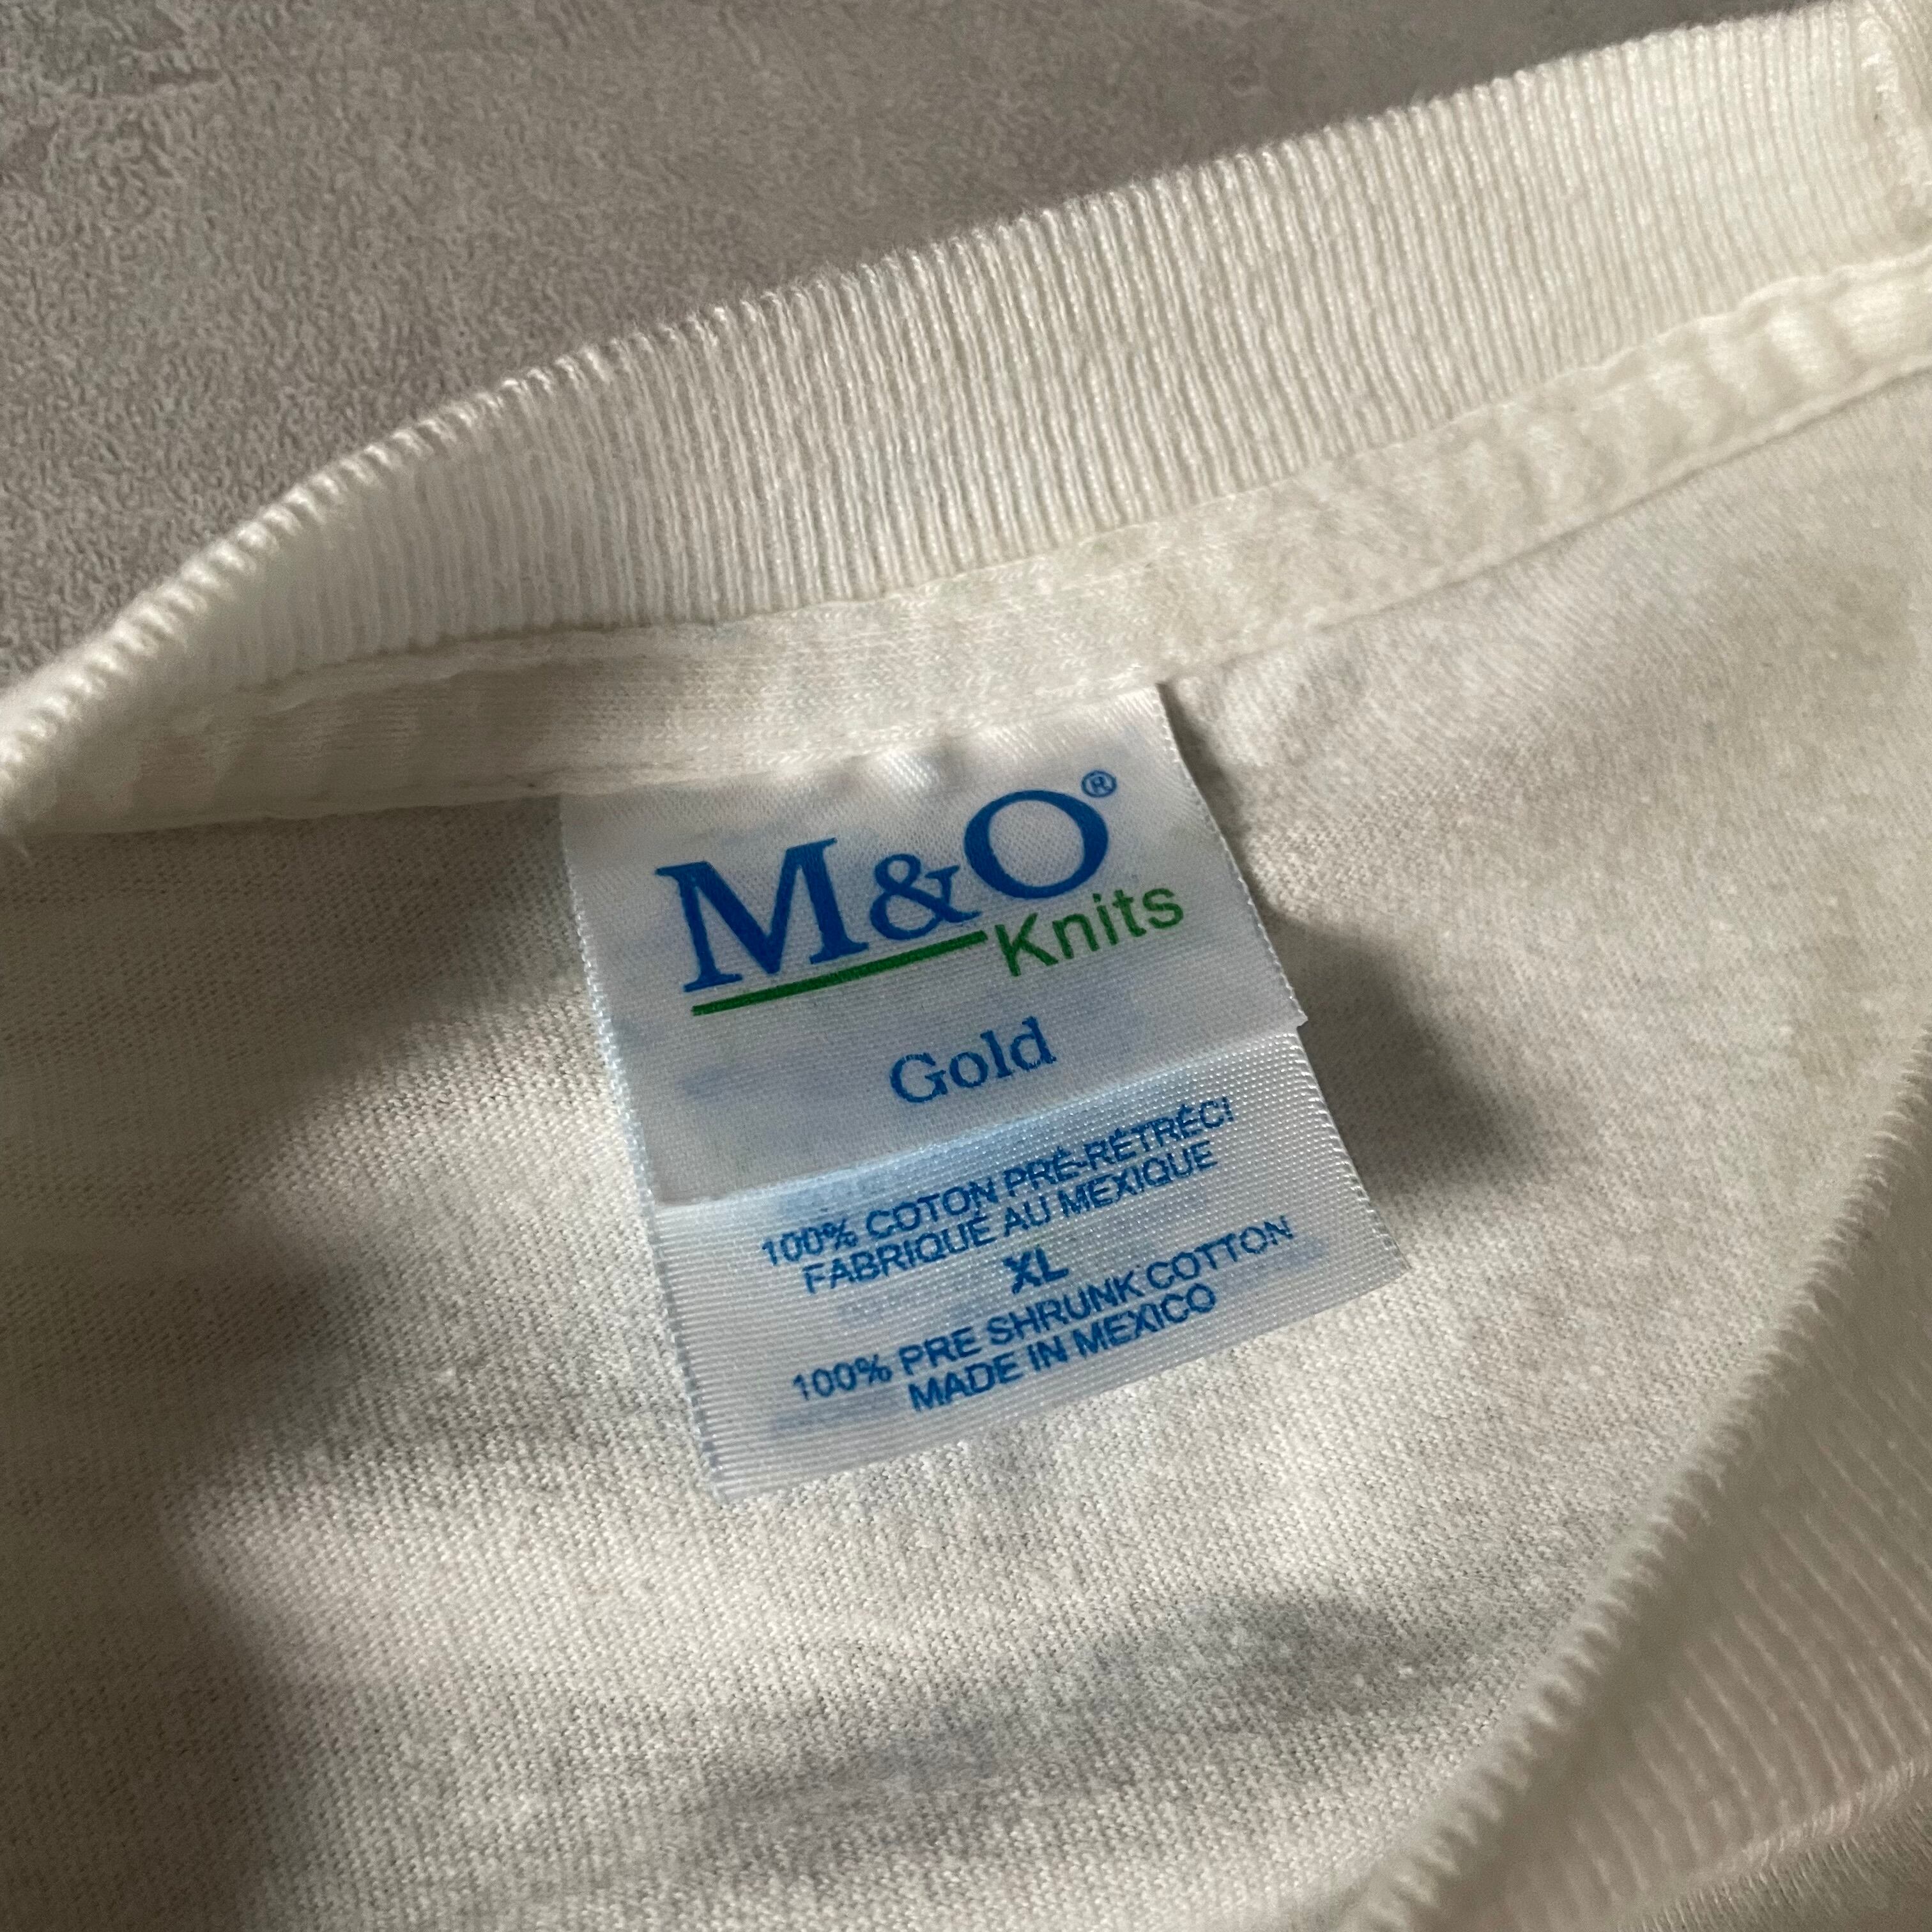 M&O®
Knits
Gold
100% COTON PRÉ-RÉTRÉCI
FABRIQUÉ AU MEXIQUE
XL
100% PRE SHRUNK COTTON
MADE IN MEXICO